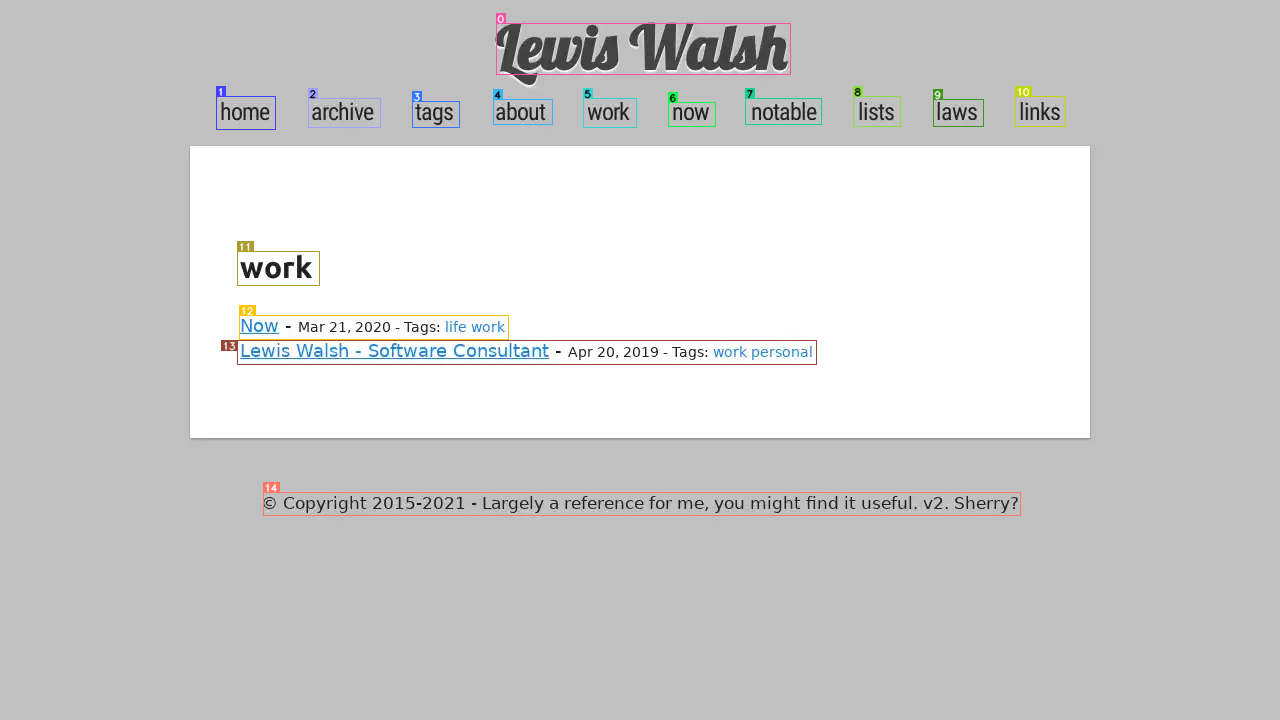 Lewis Walsh
home archive tags about work now notable lists laws links
work
Now - Mar 21, 2020 - Tags: life work
Lewis Walsh - Software Consultant - Apr 20, 2019 - Tags: work personal
© Copyright 2015-2021 - Largely a reference for me, you might find it useful. v2. Sherry?
0
1
2
3
4
5
6
7
8
9
10
11
12
13
14